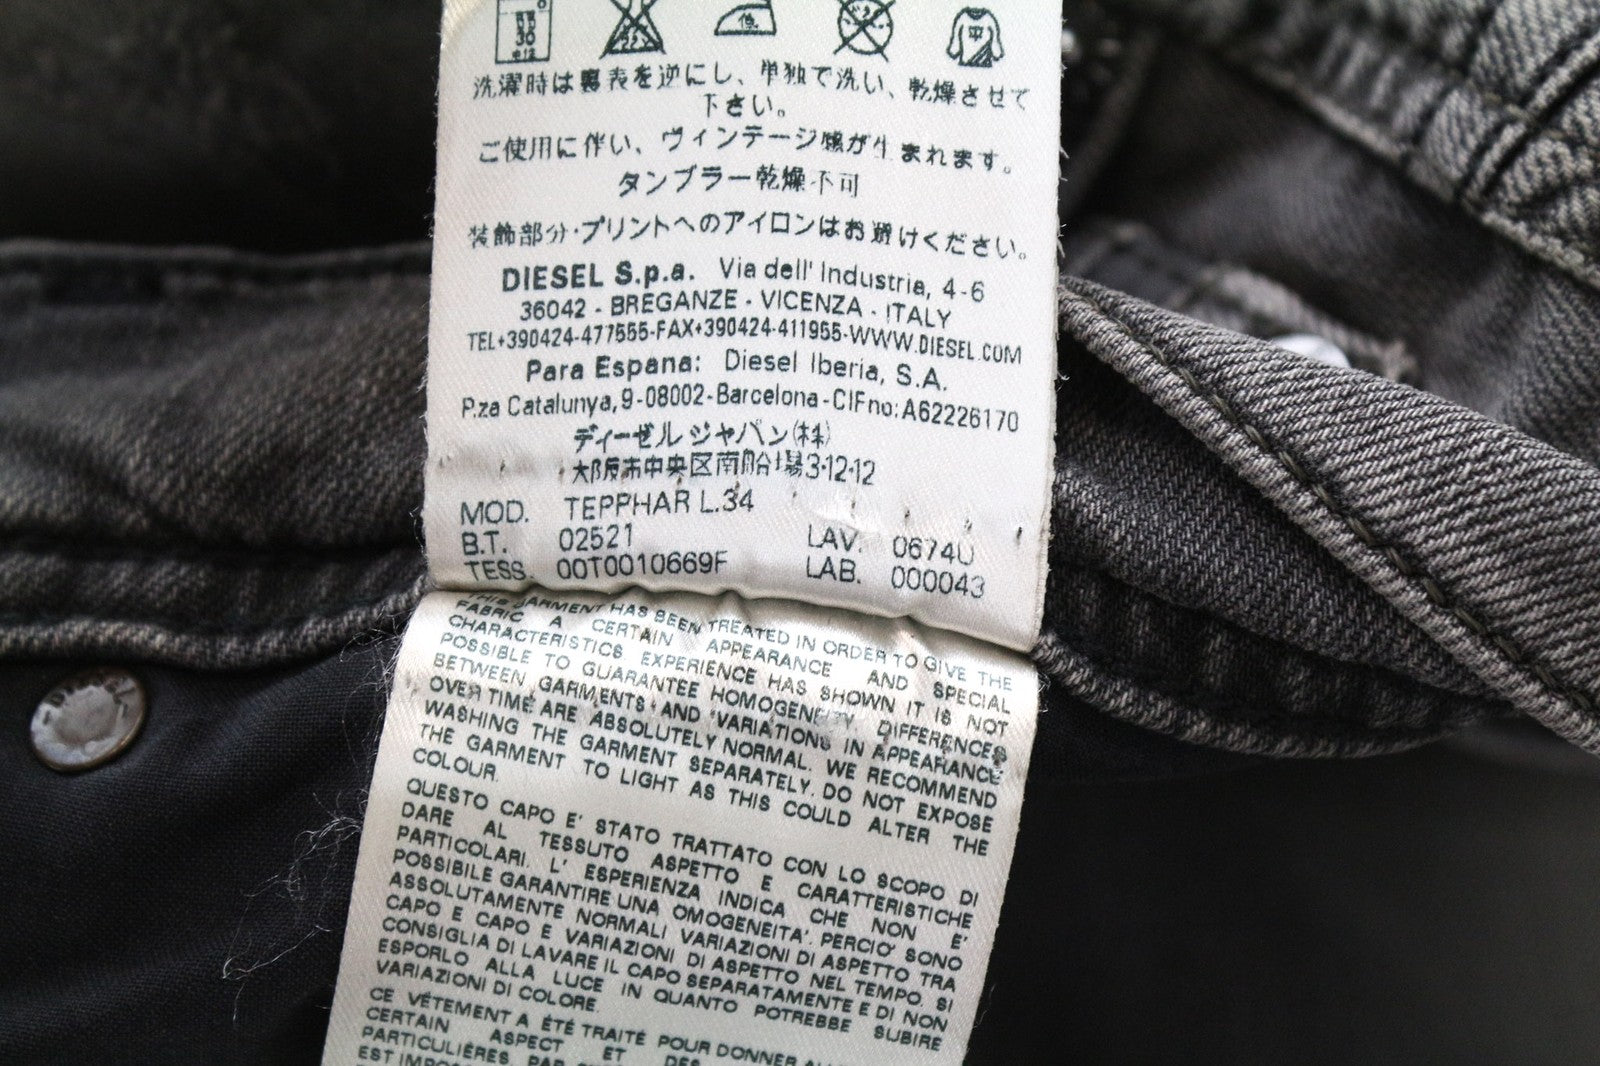 洗濯時は裏表を逆にし、単独で洗い、乾燥させて
下さい。
ご使用に伴い、ヴィンテージ感が生まれます。
タンブラー乾燥不可
装飾部分・プリントへのアイロンはお避けください。
DIESEL S.p.a. Via dell' Industria, 4-6
36042 - BREGANZE - VICENZA - ITALY
TEL+390424-477555-FAX+390424-411955-WWW.DIESEL.COM
Para Espana: Diesel Iberia, S.A.
P.za Catalunya, 9-08002-Barcelona-CIFno:A62226170
ディーゼルジャパン(株)
大阪市中央区南船場3-12-12
MOD. TEPPHAR L.34
B.T. 02521 LAV. 0674U
TESS. 00T0010669F LAB. 000043
THIS GARMENT HAS BEEN TREATED IN ORDER TO GIVE THE
FABRIC A CERTAIN APPEARANCE AND SPECIAL
CHARACTERISTICS EXPERIENCE HAS SHOWN IT IS NOT
POSSIBLE TO GUARANTEE HOMOGENEITY. DIFFERENCES
BETWEEN GARMENTS AND VARIATIONS IN APPEARANCE
OVER TIME ARE ABSOLUTELY NORMAL. WE RECOMMEND
WASHING THE GARMENT SEPARATELY. DO NOT EXPOSE
THE GARMENT TO LIGHT AS THIS COULD ALTER THE
COLOUR.
QUESTO CAPO E' STATO TRATTATO CON LO SCOPO DI
DARE AL TESSUTO ASPETTO E CARATTERISTICHE
PARTICOLARI. L' ESPERIENZA INDICA CHE NON E'
POSSIBILE GARANTIRE UNA OMOGENEITA'. PERCIO' SONO
ASSOLUTAMENTE NORMALI VARIAZIONI DI ASPETTO TRA
CAPO E CAPO E VARIAZIONI DI ASPETTO NEL TEMPO. SI
CONSIGLIA DI LAVARE IL CAPO SEPARATAMENTE E DI NON
ESPORLO ALLA LUCE IN QUANTO POTREBBE SUBIRE
VARIAZIONI DI COLORE.
CE VÊTEMENT A ÉTÉ TRAITÉ POUR DONNER
CERTAIN ASPECT ET DES
PARTICULIÈRES. PAR
EST